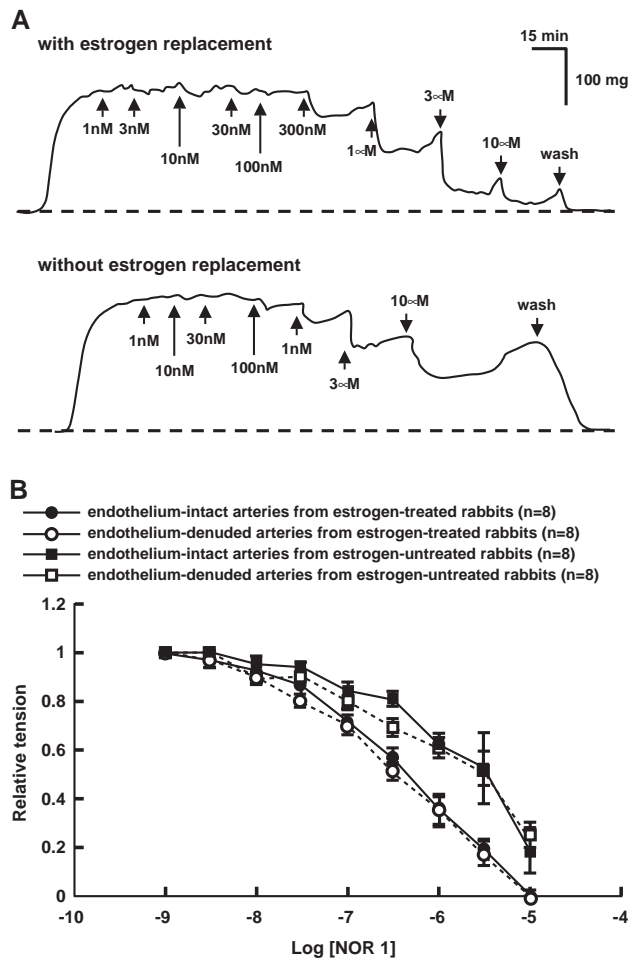 A
with estrogen replacement
15 min
100 mg
1nM
3nM
10nM
30nM
100nM
300nM
1∝M
3∝M
10∝M
wash
without estrogen replacement
1nM
10nM
30nM
100nM
1nM
3∝M
10∝M
wash
B
endothelium-intact arteries from estrogen-treated rabbits (n=8)
endothelium-denuded arteries from estrogen-treated rabbits (n=8)
endothelium-intact arteries from estrogen-untreated rabbits (n=8)
endothelium-denuded arteries from estrogen-untreated rabbits (n=8)
Relative tension
1.2
1
0.8
0.6
0.4
0.2
0
-10
-9
-8
-7
-6
-5
-4
Log [NOR 1]